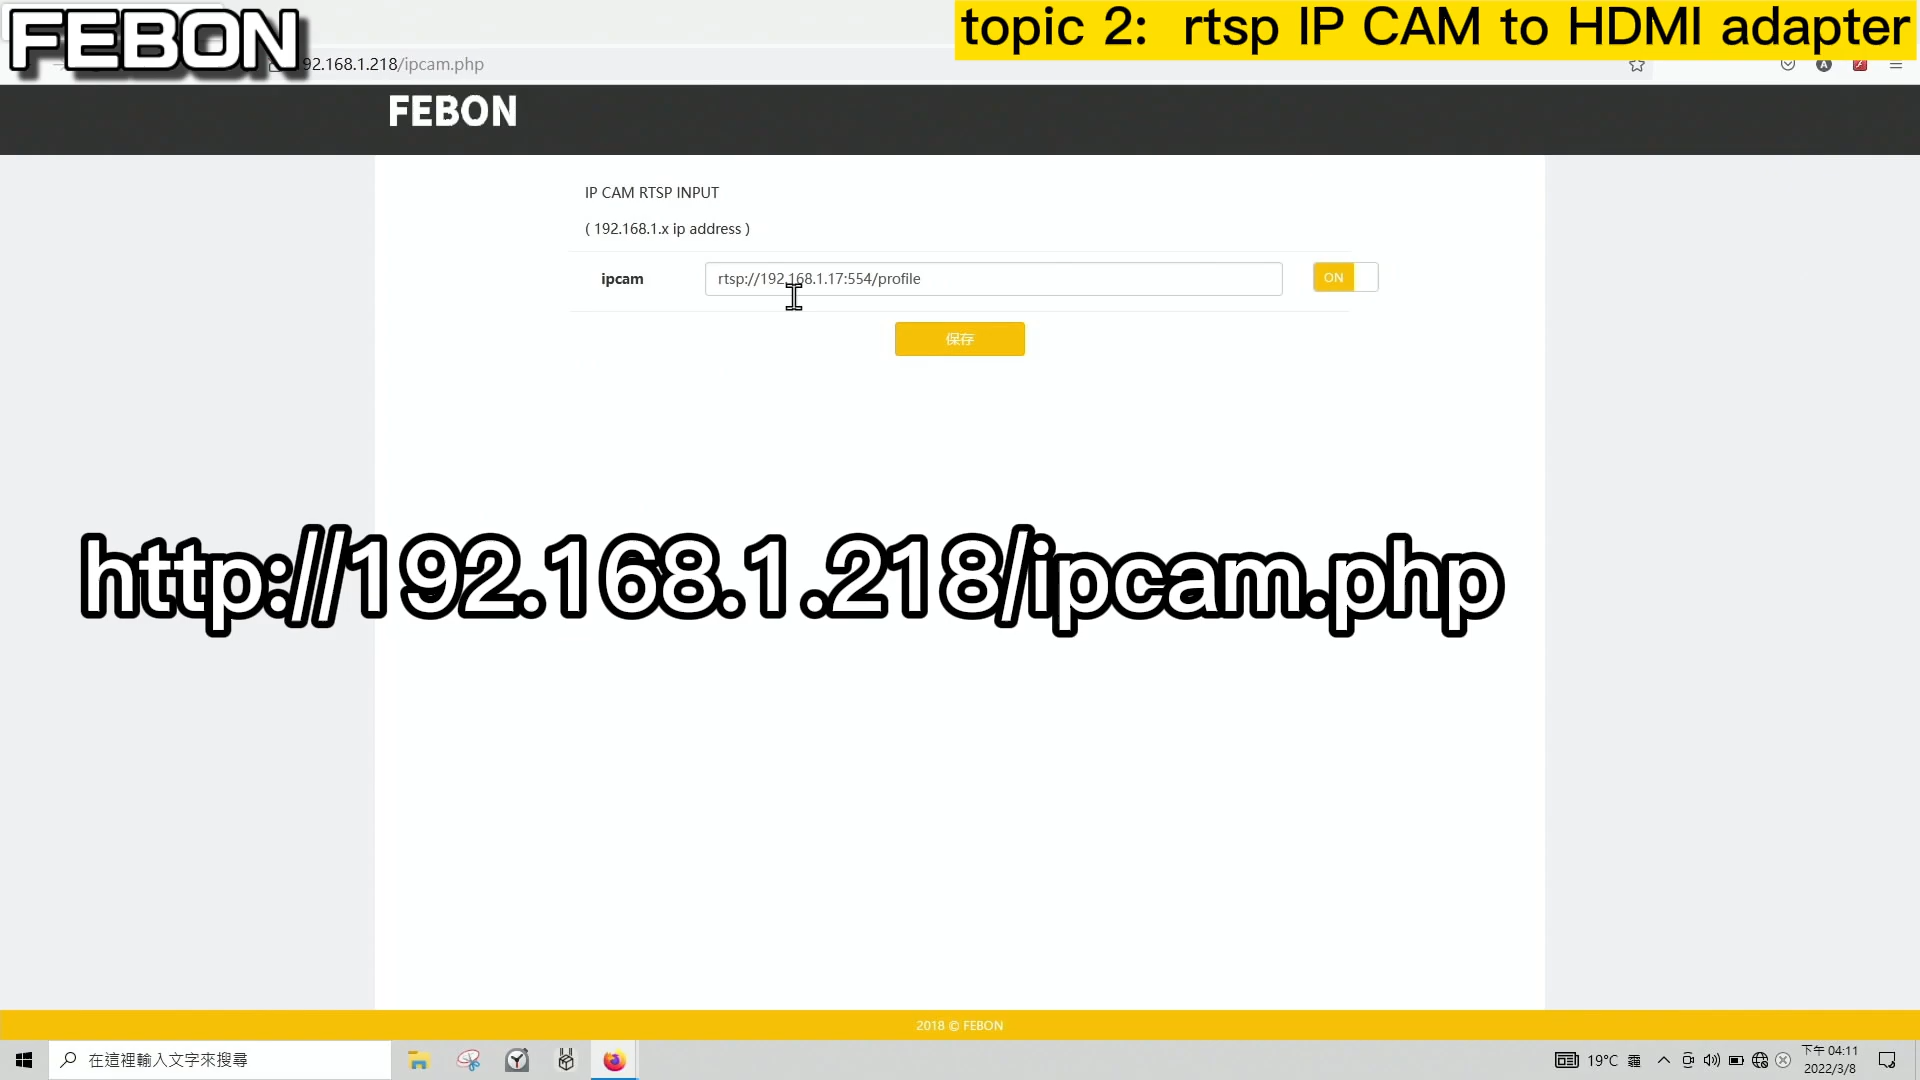 FEBON
topic 2: rtsp IP CAM to HDMI adapter
92.168.1.218/ipcam.php
FEBON
IP CAM RTSP INPUT
( 192.168.1.x ip address )
ipcam
rtsp://192.168.1.17:554/profile
ON
保存
http://192.168.1.218/ipcam.php
2018 © FEBON
在這裡輸入文字來搜尋
19°C
下午 04:11
2022/3/8